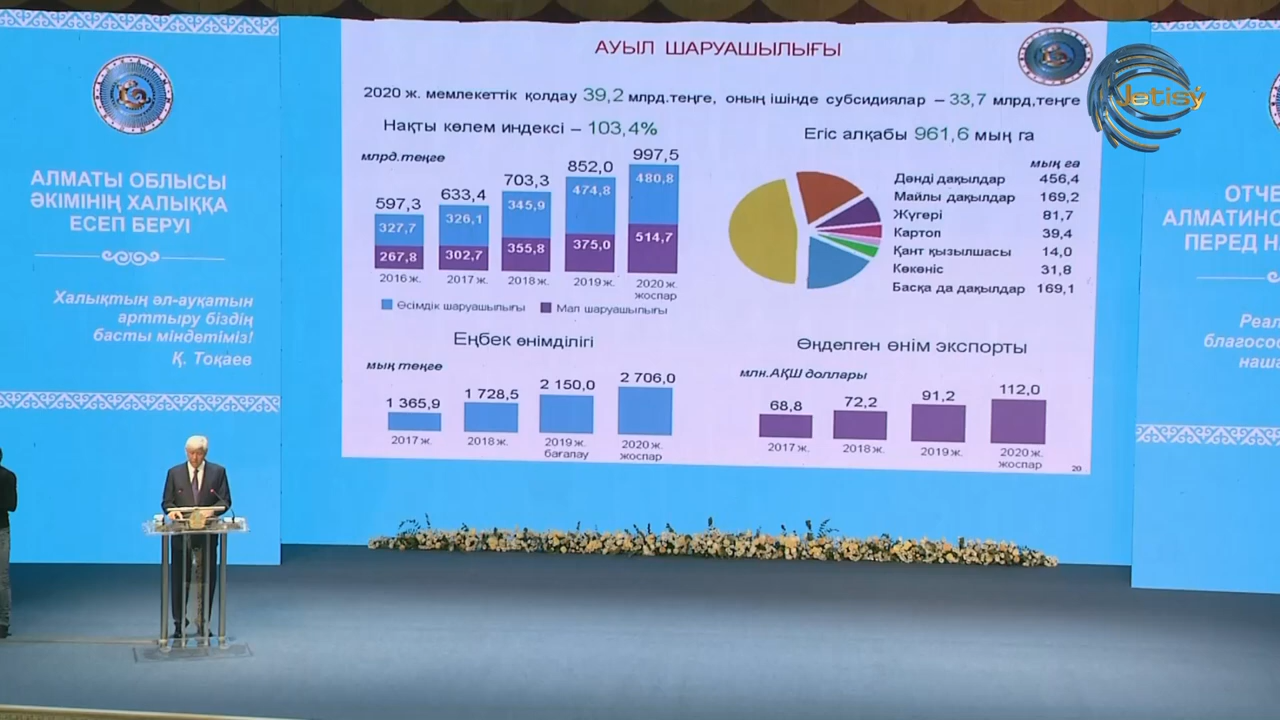 АУЫЛ ШАРУАШЫЛЫҒЫ
2020 ж. мемлекеттік қолдау 39,2 млрд.теңге, оның ішінде субсидиялар – 33,7 млрд.теңге
Jetisý
Нақты көлем индексі – 103,4%
млрд.теңге
597,3 633,4 703,3 852,0 997,5
327,7 326,1 345,9 474,8 480,8
267,8 302,7 355,8 375,0 514,7
2016 ж. 2017 ж. 2018 ж. 2019 ж. 2020 ж. жоспар
Өсімдік шаруашылығы Мал шаруашылығы
Егіс алқабы 961,6 мың га
мың га
Дәнді дақылдар 456,4
Майлы дақылдар 169,2
Жүгері 81,7
Картоп 39,4
Қант қызылшасы 14,0
Көкөніс 31,8
Басқа да дақылдар 169,1
Еңбек өнімділігі
мың теңге
1 365,9 1 728,5 2 150,0 2 706,0
2017 ж. 2018 ж. 2019 ж. бағалау 2020 ж. жоспар
Өңделген өнім экспорты
млн.АҚШ доллары
68,8 72,2 91,2 112,0
2017 ж. 2018 ж. 2019 ж. 2020 ж. жоспар
20
АЛМАТЫ ОБЛЫСЫ
ӘКІМІНІҢ ХАЛЫҚҚА
ЕСЕП БЕРУІ
Халықтың әл-ауқатын
арттыру біздің
басты міндетіміз!
Қ. Тоқаев
ОТЧЕ
АЛМАТИНС
ПЕРЕД Н
Реал
благосос
наша